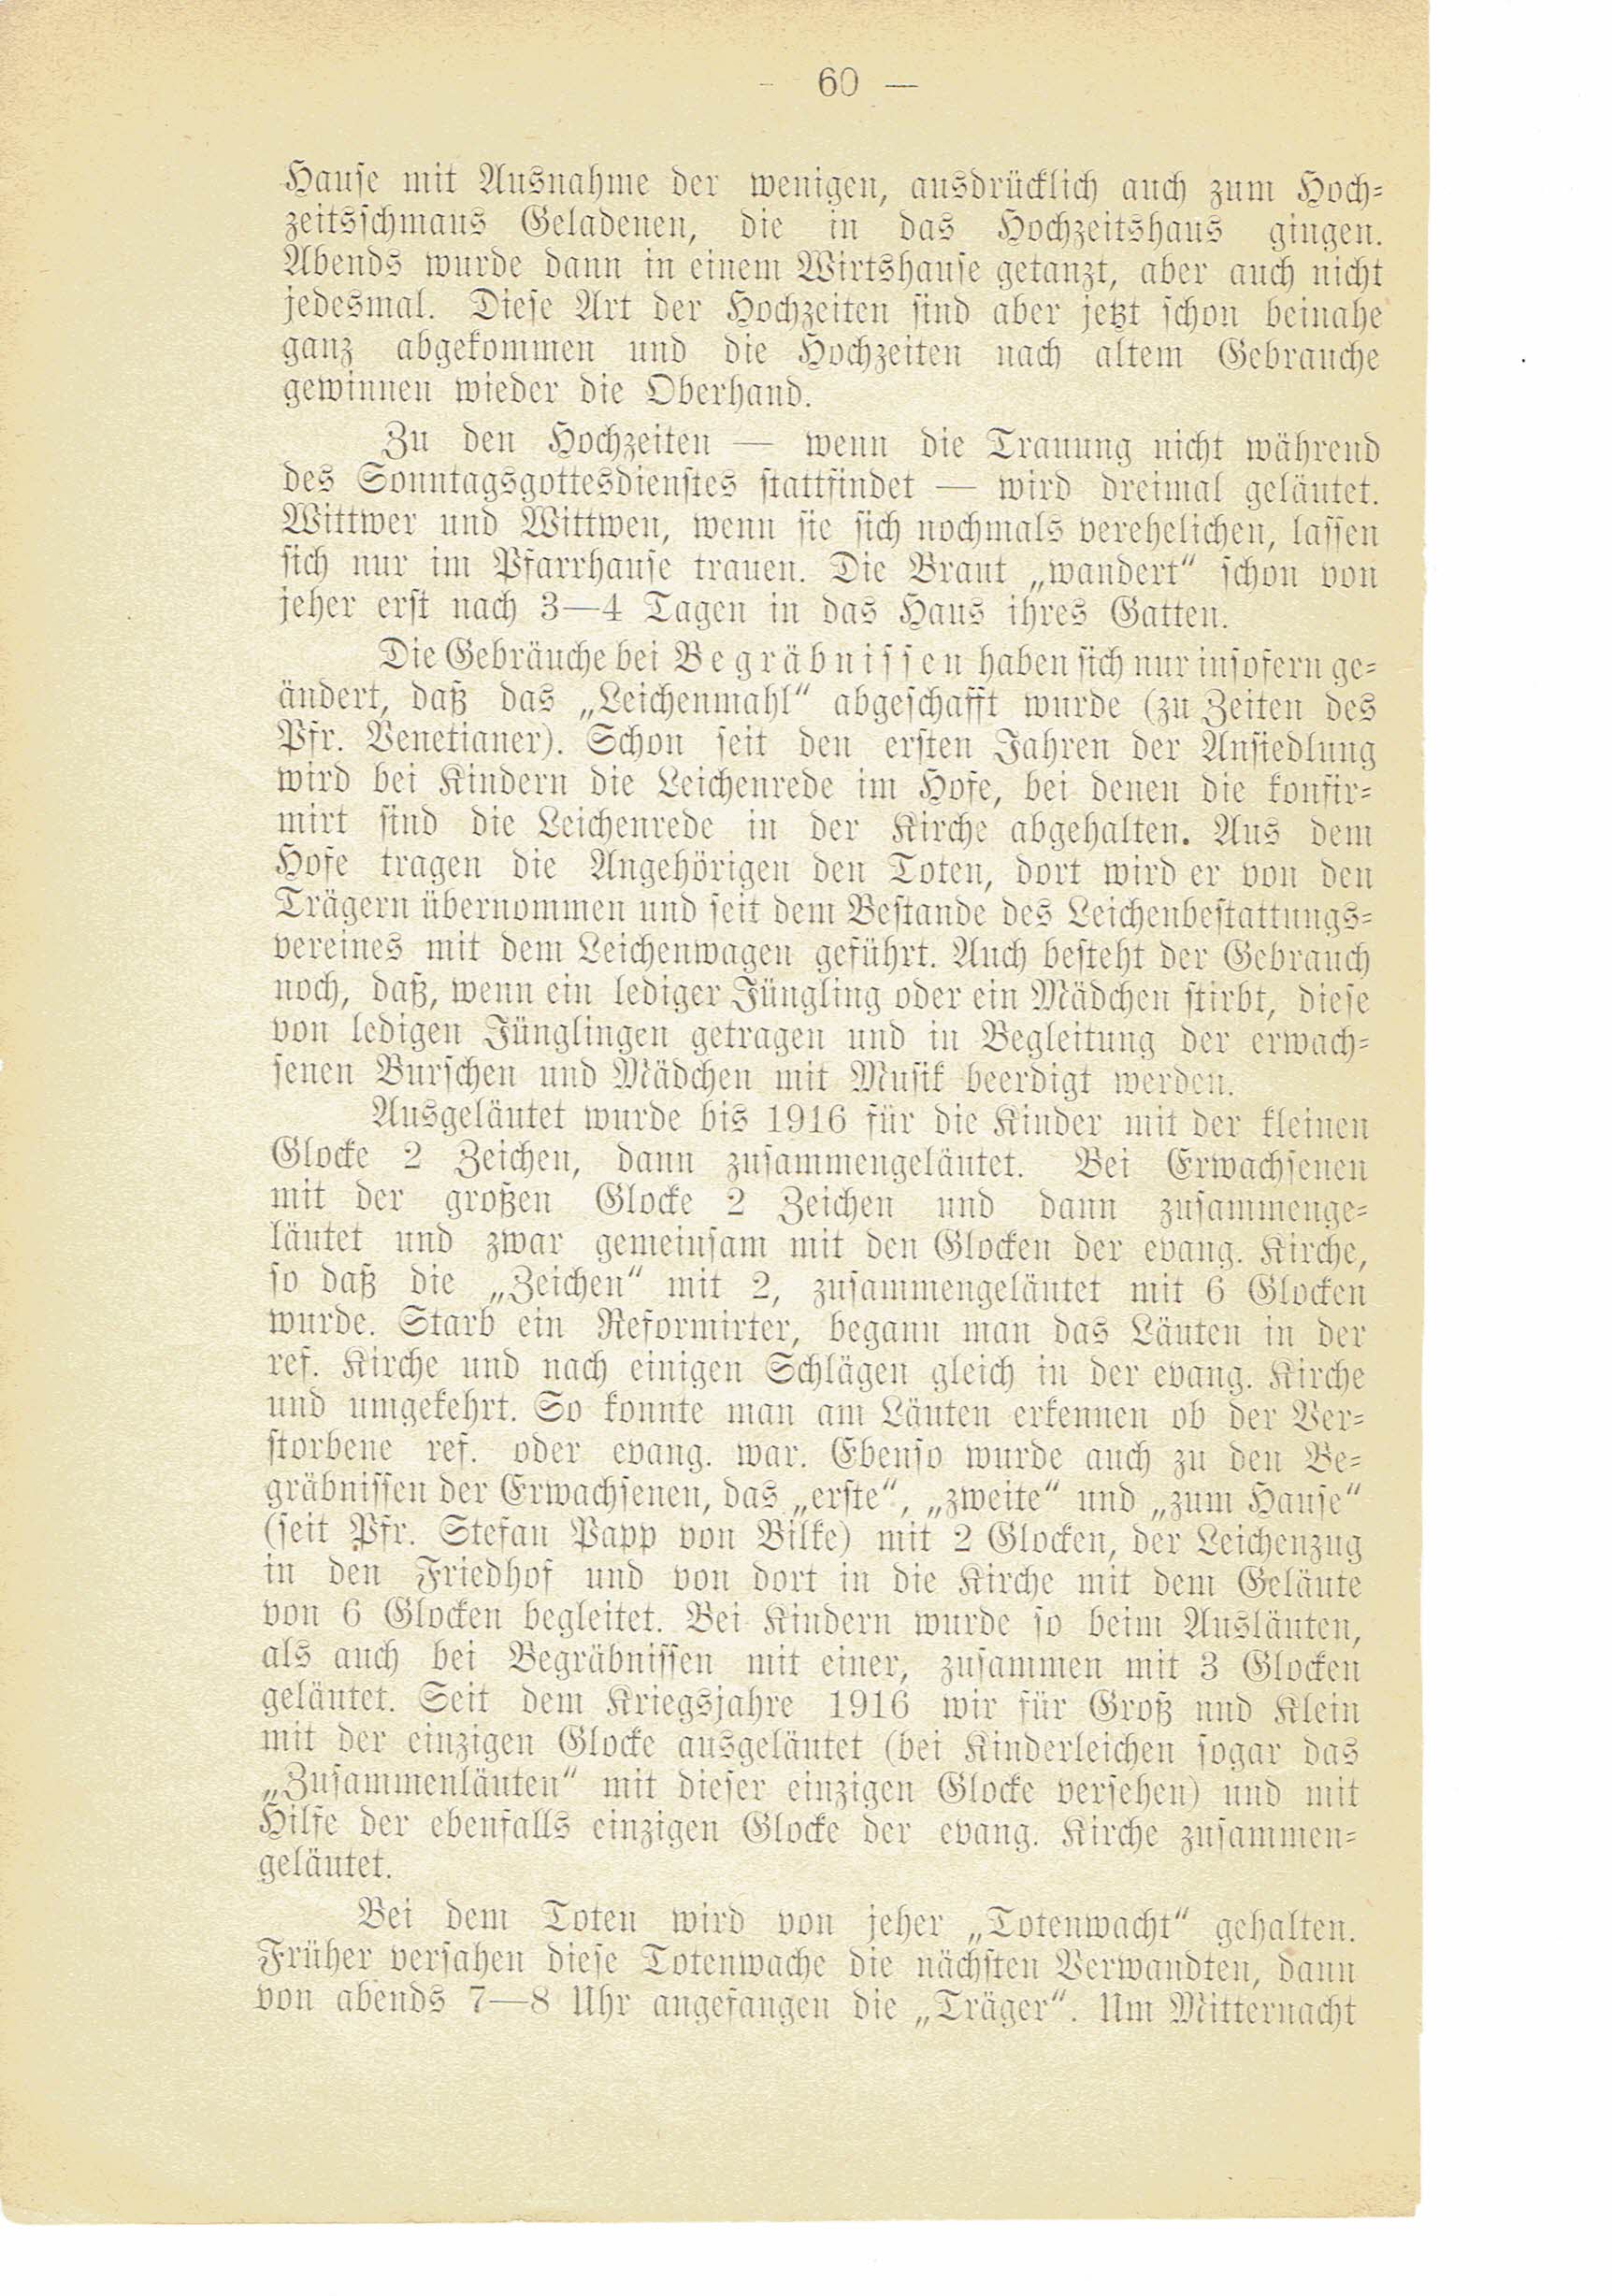 - 60 —
Hause mit Ausnahme der wenigen, ausdrücklich auch zum Hoch-
zeitsschmaus Geladenen, die in das Hochzeitshaus gingen.
Abends wurde dann in einem Wirtshause getanzt, aber auch nicht
jedesmal. Diese Art der Hochzeiten sind aber jetzt schon beinahe
ganz abgekommen und die Hochzeiten nach altem Gebrauche
gewinnen wieder die Oberhand.
Zu den Hochzeiten — wenn die Trauung nicht während
des Sonntagsgottesdienstes stattfindet — wird dreimal geläutet.
Wittwer und Wittwen, wenn sie sich nochmals verehelichen, lassen
sich nur im Pfarrhause trauen. Die Braut „wandert“ schon von
jeher erst nach 3—4 Tagen in das Haus ihres Gatten.
Die Gebräuche bei Begräbnissen haben sich nur insofern ge-
ändert, daß das „Leichenmahl“ abgeschafft wurde (zu Zeiten des
Pfr. Venetianer). Schon seit den ersten Jahren der Ansiedlung
wird bei Kindern die Leichenrede im Hofe, bei denen die konfir-
mirt sind die Leichenrede in der Kirche abgehalten. Aus dem
Hofe tragen die Angehörigen den Toten, dort wird er von den
Trägern übernommen und seit dem Bestande des Leichenbestattungs-
vereines mit dem Leichenwagen geführt. Auch besteht der Gebrauch
noch, daß, wenn ein lediger Jüngling oder ein Mädchen stirbt, diese
von ledigen Jünglingen getragen und in Begleitung der erwach-
senen Burschen und Mädchen mit Musik beerdigt werden.
Ausgeläutet wurde bis 1916 für die Kinder mit der kleinen
Glocke 2 Zeichen, dann zusammengeläutet. Bei Erwachsenen
mit der großen Glocke 2 Zeichen und dann zusammenge-
läutet und zwar gemeinsam mit den Glocken der evang. Kirche,
so daß die „Zeichen“ mit 2, zusammengeläutet mit 6 Glocken
wurde. Starb ein Reformirter, begann man das Läuten in der
ref. Kirche und nach einigen Schlägen gleich in der evang. Kirche
und umgekehrt. So konnte man am Läuten erkennen ob der Ver-
storbene ref. oder evang. war. Ebenso wurde auch zu den Be-
gräbnissen der Erwachsenen, das „erste“, „zweite“ und „zum Hause“
(seit Pfr. Stefan Papp von Bilke) mit 2 Glocken, der Leichenzug
in den Friedhof und von dort in die Kirche mit dem Geläute
von 6 Glocken begleitet. Bei Kindern wurde so beim Ausläuten,
als auch bei Begräbnissen mit einer, zusammen mit 3 Glocken
geläutet. Seit dem Kriegsjahre 1916 wir für Groß und Klein
mit der einzigen Glocke ausgeläutet (bei Kinderleichen sogar das
„Zusammenläuten“ mit dieser einzigen Glocke versehen) und mit
Hilfe der ebenfalls einzigen Glocke der evang. Kirche zusammen-
geläutet.
Bei dem Toten wird von jeher „Totenwacht“ gehalten.
Früher versahen diese Totenwache die nächsten Verwandten, dann
von abends 7—8 Uhr angefangen die „Träger“. Um Mitternacht